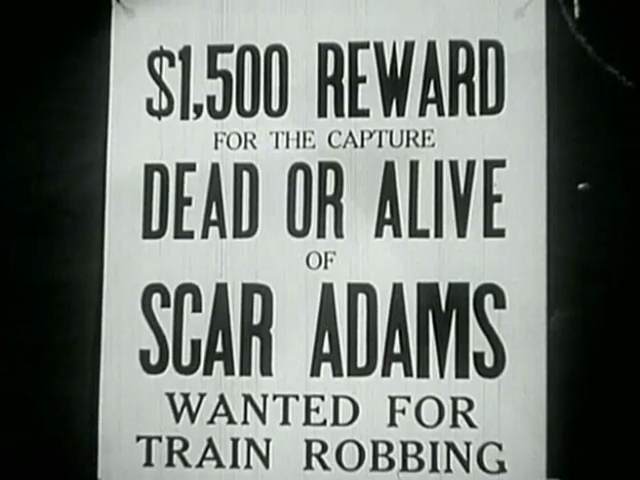 $1,500 REWARD
FOR THE CAPTURE
DEAD OR ALIVE
OF
SCAR ADAMS
WANTED FOR
TRAIN ROBBING